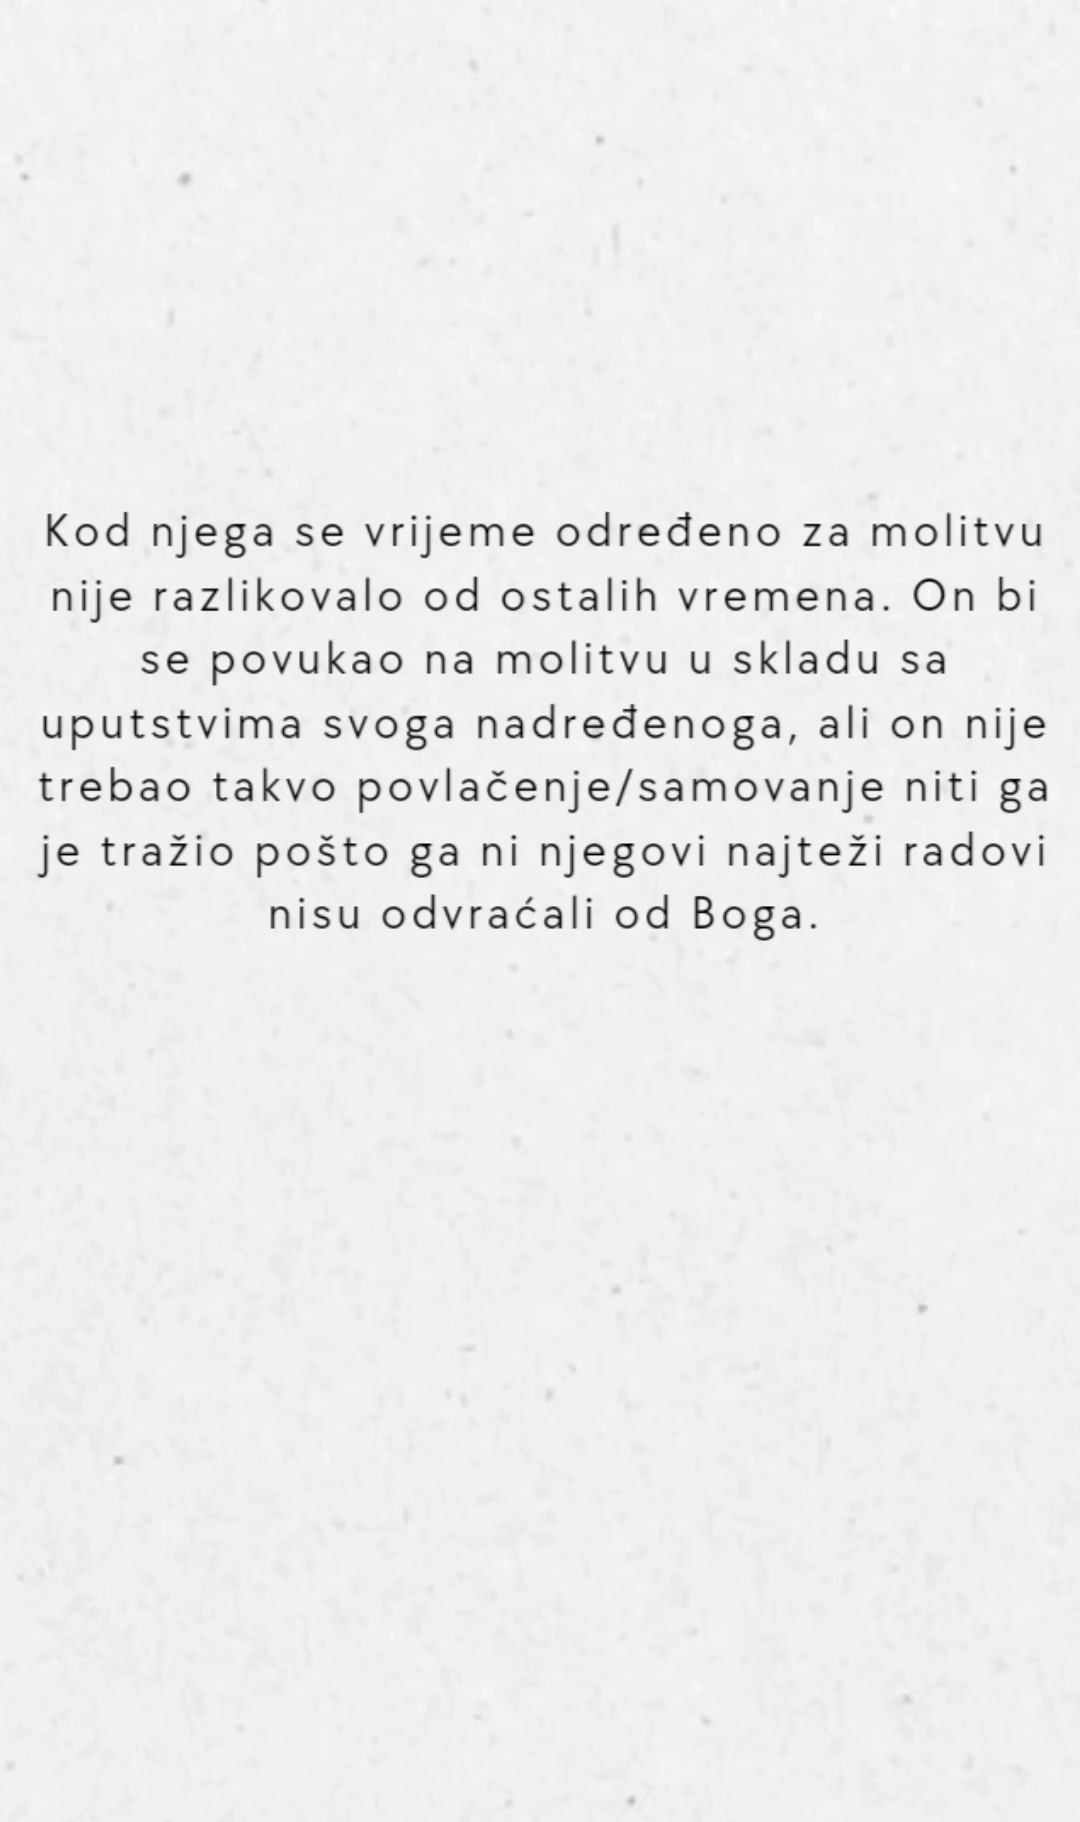 Kod njega se vrijeme određeno za molitvu
nije razlikovalo od ostalih vremena. On bi
se povukao na molitvu u skladu sa
uputstvima svoga nadređenoga, ali on nije
trebao takvo povlačenje/samovanje niti ga
je tražio pošto ga ni njegovi najteži radovi
nisu odvraćali od Boga.